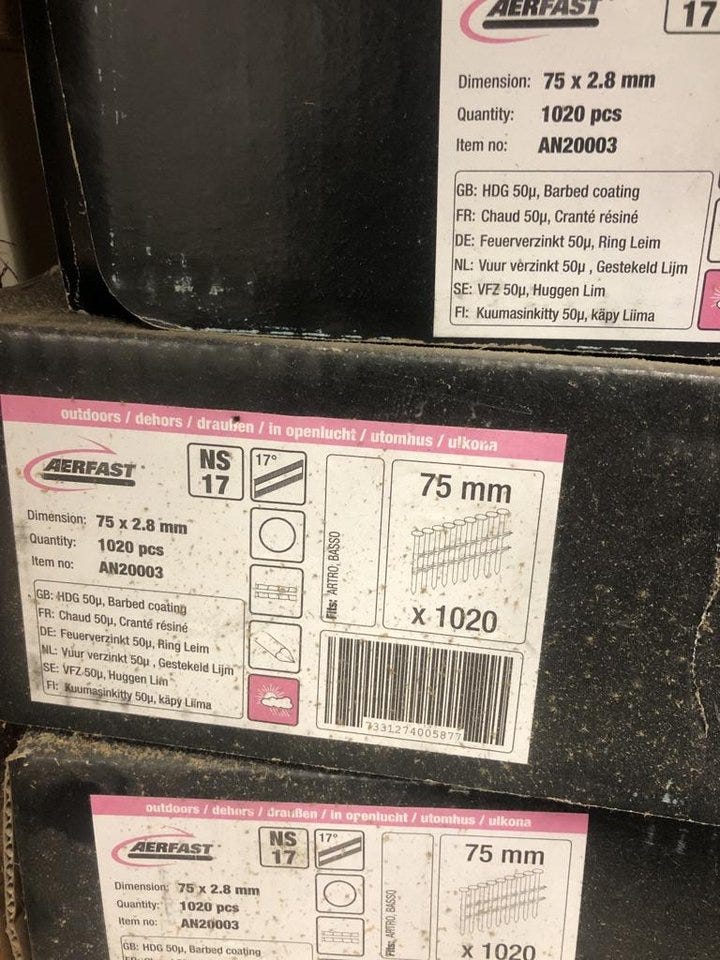 AERFAST
17
Dimension: 75 x 2.8 mm
Quantity: 1020 pcs
Item no: AN20003
GB: HDG 50µ, Barbed coating
FR: Chaud 50µ, Cranté résiné
DE: Feuerverzinkt 50µ, Ring Leim
NL: Vuur verzinkt 50µ , Gestekeld Lijm
SE: VFZ 50µ, Huggen Lim
FI: Kuumasinkitty 50µ, käpy Liima
outdoors / dehors / draußen / in openlucht / utomhus / ulkona
AERFAST
NS
17
17°
75 mm
Dimension: 75 x 2.8 mm
Quantity: 1020 pcs
Item no: AN20003
Fits: ARTRO, BASSO
x 1020
GB: HDG 50µ, Barbed coating
FR: Chaud 50µ, Cranté résiné
DE: Feuerverzinkt 50µ, Ring Leim
NL: Vuur verzinkt 50µ , Gestekeld Lijm
SE: VFZ 50µ, Huggen Lim
FI: Kuumasinkitty 50µ, käpy Liima
7331274005877
outdoors / dehors / draußen / in openlucht / utomhus / ulkona
AERFAST
NS
17
17°
75 mm
Dimension: 75 x 2.8 mm
Quantity: 1020 pcs
Item no: AN20003
Fits: ARTRO, BASSO
x 1020
GB: HDG 50µ, Barbed coating